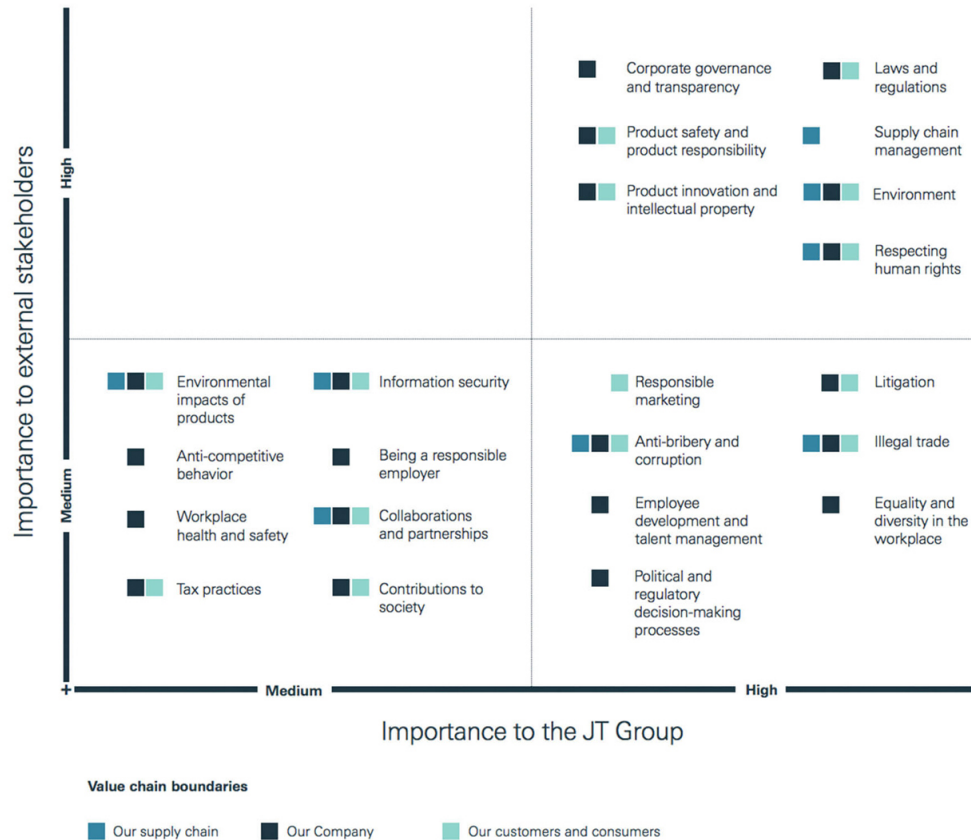 Importance to external stakeholders
High
Medium
Corporate governance
and transparency
Laws and
regulations
Product safety and
product responsibility
Supply chain
management
Product innovation and
intellectual property
Environment
Respecting
human rights
Environmental
impacts of
products
Information security
Anti-competitive
behavior
Being a responsible
employer
Workplace
health and safety
Collaborations
and partnerships
Tax practices
Contributions to
society
Responsible
marketing
Litigation
Anti-bribery and
corruption
Illegal trade
Employee
development and
talent management
Equality and
diversity in the
workplace
Political and
regulatory
decision-making
processes
+
Medium
High
Importance to the JT Group
Value chain boundaries
Our supply chain
Our Company
Our customers and consumers